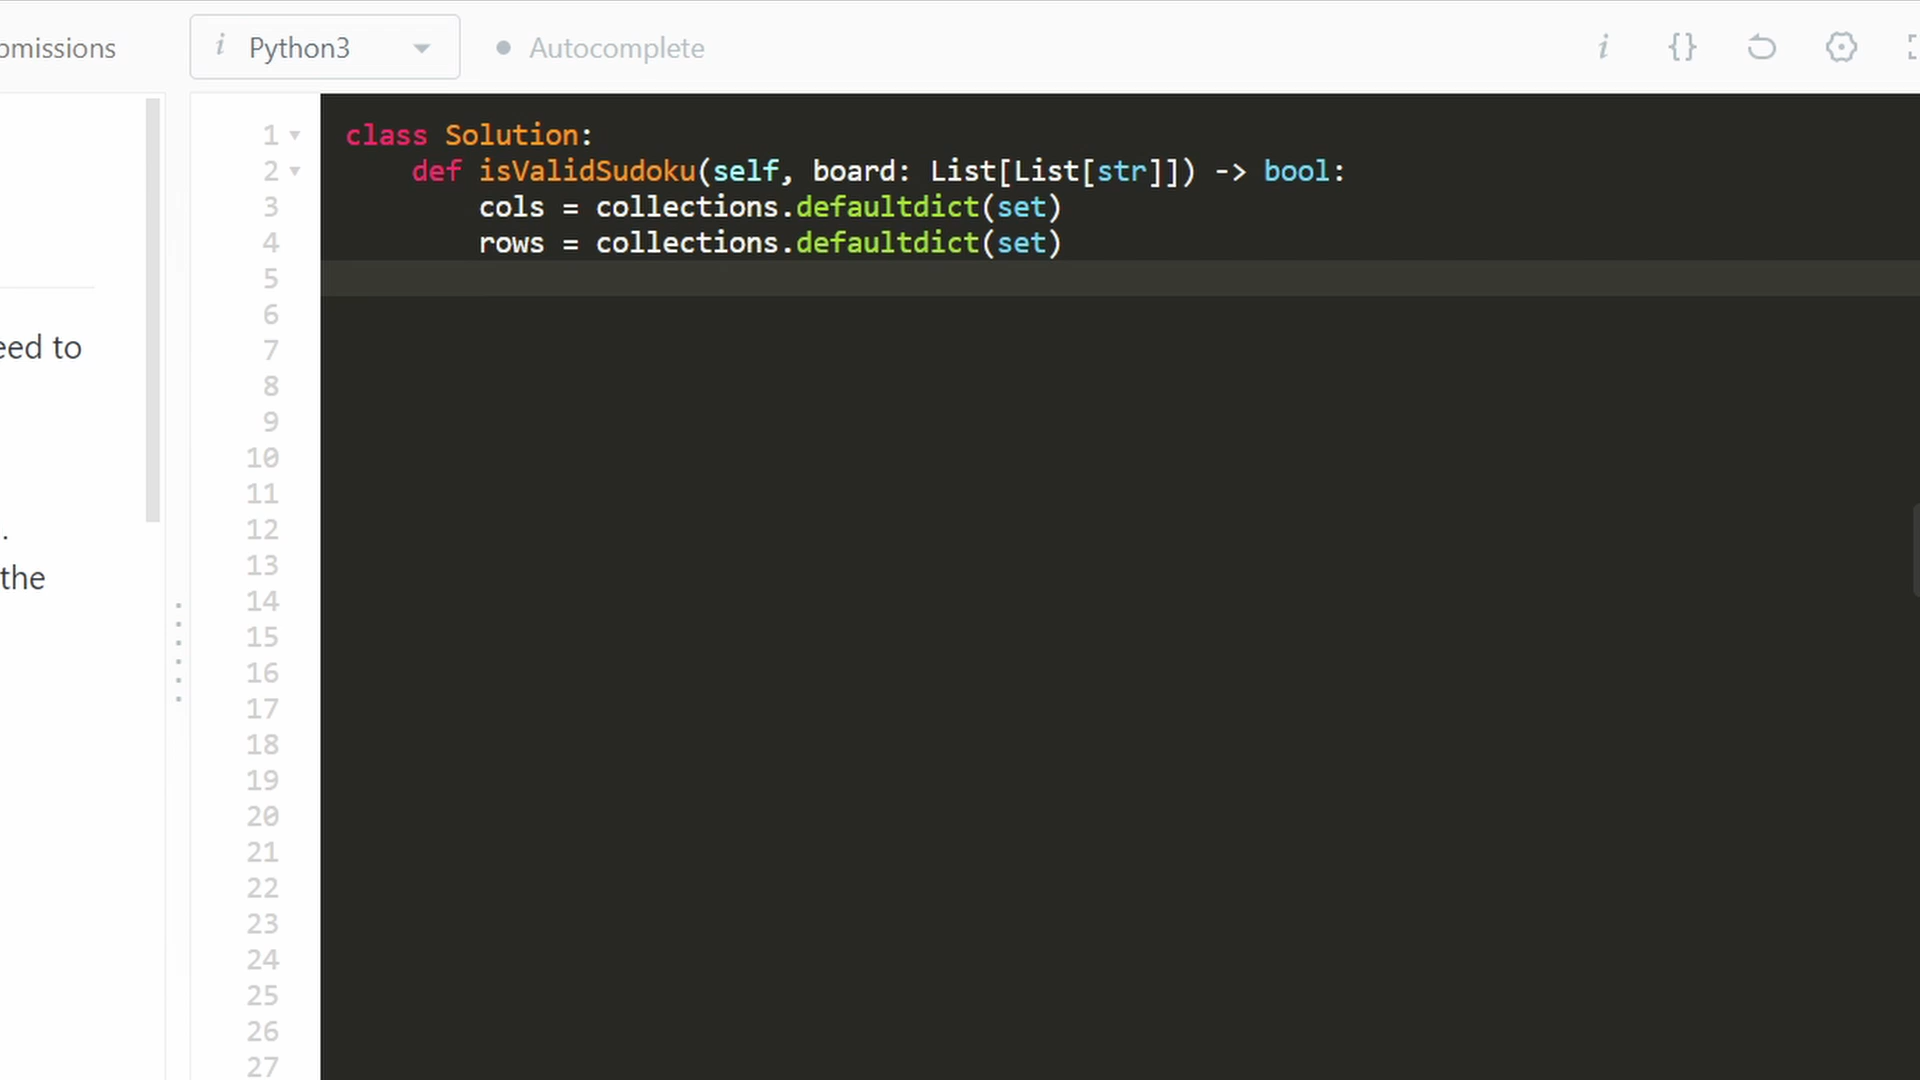 bmissions
i Python3
Autocomplete
i {}
eed to
.
the
1 class Solution:
2 def isValidSudoku(self, board: List[List[str]]) -> bool:
3 cols = collections.defaultdict(set)
4 rows = collections.defaultdict(set)
5
6
7
8
9
10
11
12
13
14
15
16
17
18
19
20
21
22
23
24
25
26
27